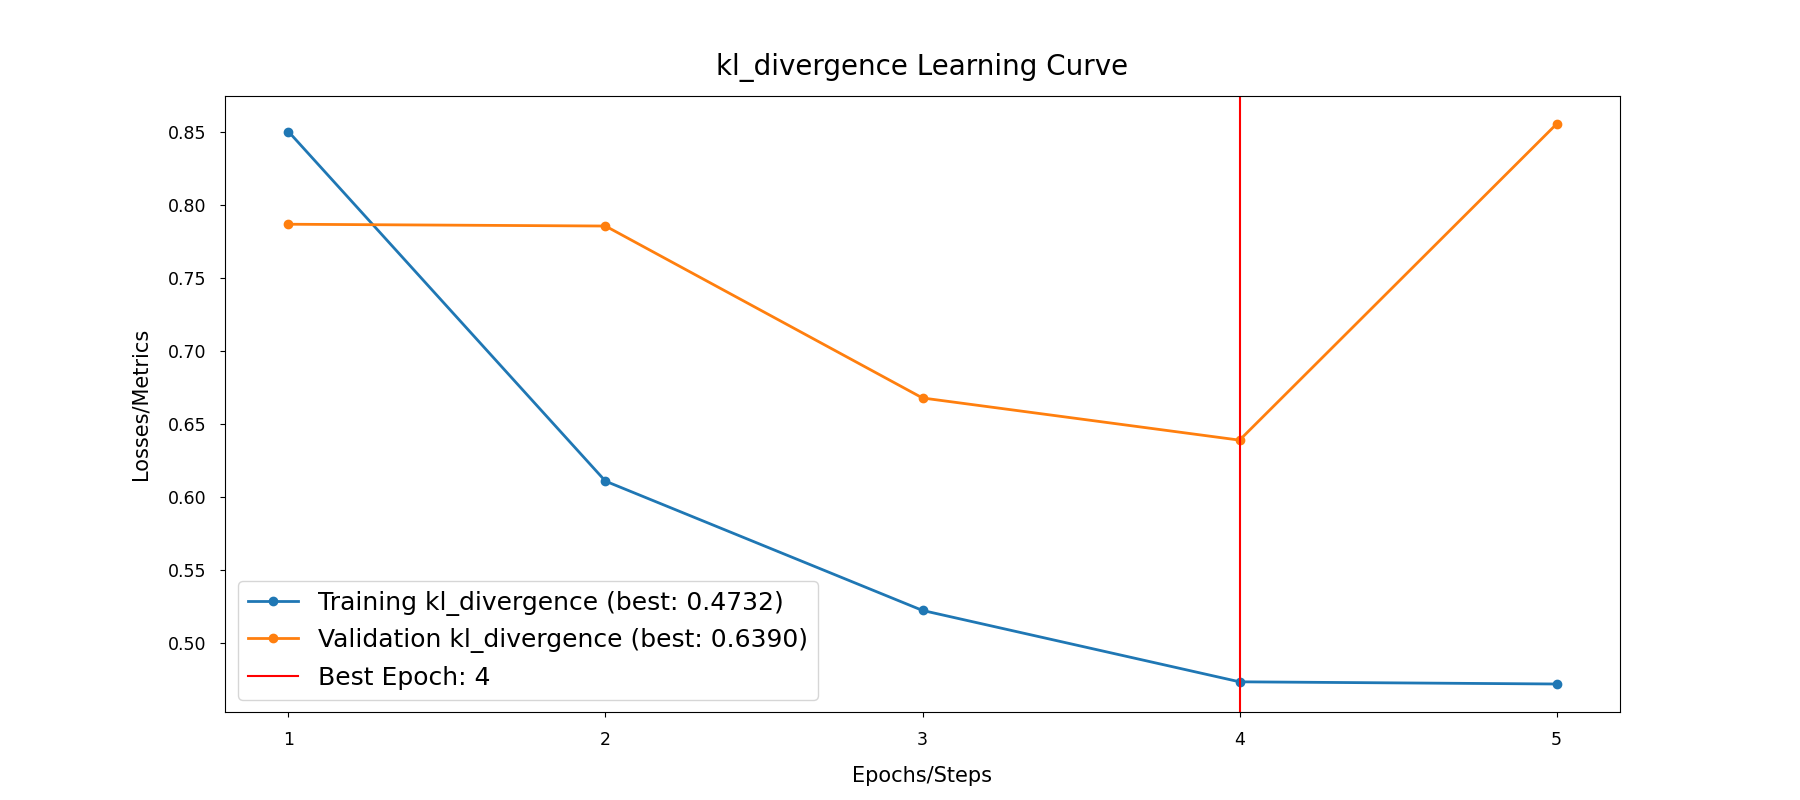 kl_divergence Learning Curve
Losses/Metrics
0.85
0.80
0.75
0.70
0.65
0.60
0.55
0.50
Training kl_divergence (best: 0.4732)
Validation kl_divergence (best: 0.6390)
Best Epoch: 4
1 2 3 4 5
Epochs/Steps